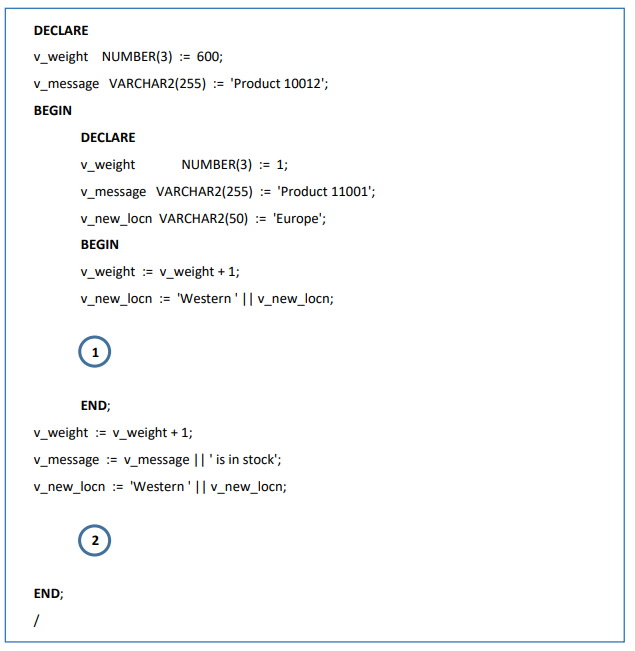 DECLARE
v_weight NUMBER(3) := 600;
v_message VARCHAR2(255) := 'Product 10012';
BEGIN
DECLARE
v_weight NUMBER(3) := 1;
v_message VARCHAR2(255) := 'Product 11001';
v_new_locn VARCHAR2(50) := 'Europe';
BEGIN
v_weight := v_weight + 1;
v_new_locn := 'Western ' || v_new_locn;
1
END;
v_weight := v_weight + 1;
v_message := v_message || ' is in stock';
v_new_locn := 'Western ' || v_new_locn;
2
END;
/